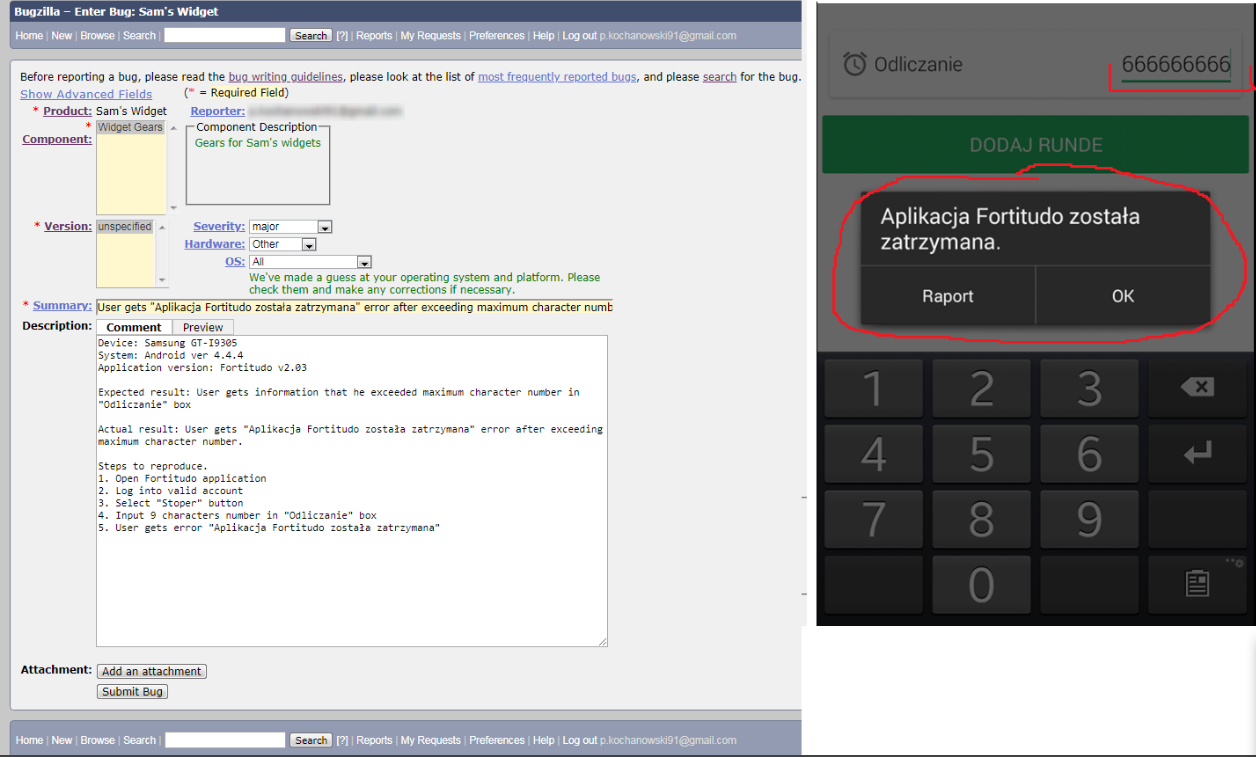 Bugzilla – Enter Bug: Sam's Widget
Home | New | Browse | Search | Search [?] | Reports | My Requests | Preferences | Help | Log out p.kochanowski91@gmail.com
Before reporting a bug, please read the bug writing guidelines, please look at the list of most frequently reported bugs, and please search for the bug.
Show Advanced Fields (* = Required Field)
* Product: Sam's Widget Reporter:
* Component: Widget Gears
Component Description
Gears for Sam's widgets
* Version: unspecified
Severity: major
Hardware: Other
OS: All
We've made a guess at your operating system and platform. Please
check them and make any corrections if necessary.
* Summary: User gets "Aplikacja Fortitudo została zatrzymana" error after exceeding maximum character numb
Description: Comment Preview
Device: Samsung GT-I9305
System: Android ver 4.4.4
Application version: Fortitudo v2.03
Expected result: User gets information that he exceeded maximum character number in
"Odliczanie" box
Actual result: User gets "Aplikacja Fortitudo została zatrzymana" error after exceeding
maximum character number.
Steps to reproduce.
1. Open Fortitudo application
2. Log into valid account
3. Select "Stoper" button
4. Input 9 characters number in "Odliczanie" box
5. User gets error "Aplikacja Fortitudo została zatrzymana"
Attachment: Add an attachment
Submit Bug
Home | New | Browse | Search | Search [?] | Reports | My Requests | Preferences | Help | Log out p.kochanowski91@gmail.com
Odliczanie 666666666
DODAJ RUNDE
Aplikacja Fortitudo została
zatrzymana.
Raport OK
1 2 3
4 5 6
7 8 9
0